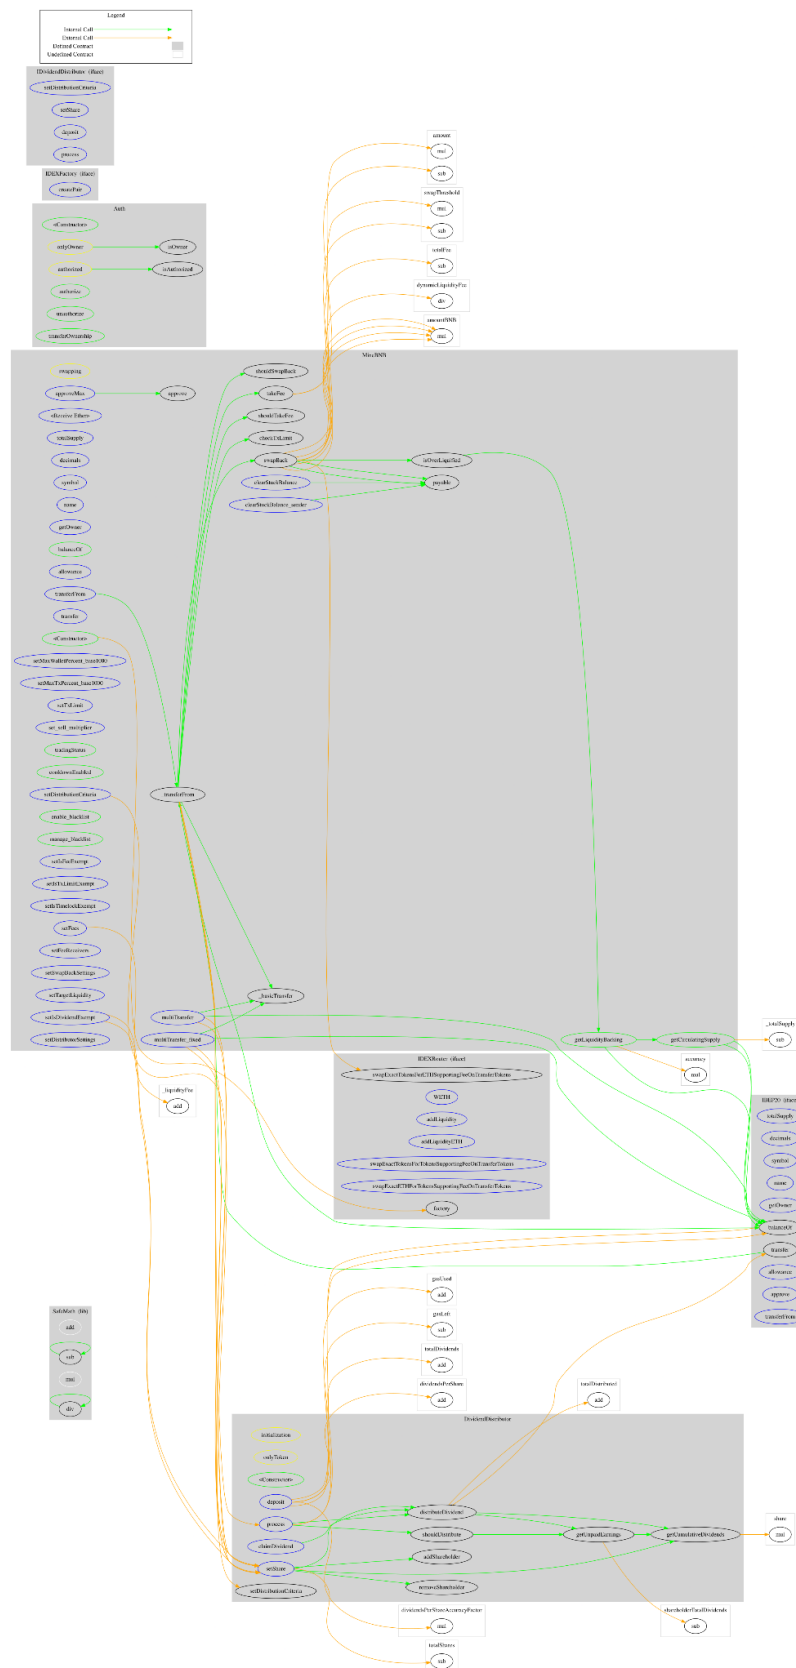 Legend
Internal Call
External Call
Defined Contract
Undefined Contract
IDividendDistributor (iface)
setDistributionCriteria
setShare
deposit
process
IDEXFactory (iface)
createPair
Auth
<Constructor>
onlyOwner
isOwner
authorized
isAuthorized
authorize
unauthorize
transferOwnership
amount
mul
sub
swapThreshold
mul
sub
totalFee
sub
dynamicLiquidityFee
div
amountBNB
mul
MineBNB
swapping
approveMax
approve
<Receive Ether>
totalSupply
decimals
symbol
name
getOwner
balanceOf
allowance
transferFrom
transfer
<Constructor>
setMaxWalletPercent_base1000
setMaxTxPercent_base1000
setTxLimit
set_sell_multiplier
tradingStatus
cooldownEnabled
setDistributionCriteria
enable_blacklist
manage_blacklist
setIsFeeExempt
setIsTxLimitExempt
setIsTimelockExempt
setFees
setFeeReceivers
setSwapBackSettings
setTargetLiquidity
setIsDividendExempt
setDistributorSettings
shouldSwapBack
takeFee
shouldTakeFee
checkTxLimit
swapBack
isOverLiquified
clearStuckBalance
payable
clearStuckBalance_sender
_transferFrom
_basicTransfer
multiTransfer
multiTransfer_fixed
getLiquidityBacking
getCirculatingSupply
_totalSupply
sub
accuracy
mul
_liquidityFee
add
IDEXRouter (iface)
swapExactTokensForETHSupportingFeeOnTransferTokens
WETH
addLiquidity
addLiquidityETH
swapExactTokensForTokensSupportingFeeOnTransferTokens
swapExactETHForTokensSupportingFeeOnTransferTokens
factory
totalSupply
decimals
symbol
name
getOwner
balanceOf
transfer
allowance
approve
transferFrom
SafeMath (lib)
add
sub
mul
div
gasUsed
add
gasLeft
sub
totalDividends
add
dividendsPerShare
add
totalDistributed
add
DividendDistributor
initialization
onlyToken
<Constructor>
deposit
process
claimDividend
setShare
setDistributionCriteria
distributeDividend
shouldDistribute
addShareholder
removeShareholder
getUnpaidEarnings
getCumulativeDividends
share
mul
dividendsPerShareAccuracyFactor
mul
shareholderTotalDividends
sub
totalShares
sub